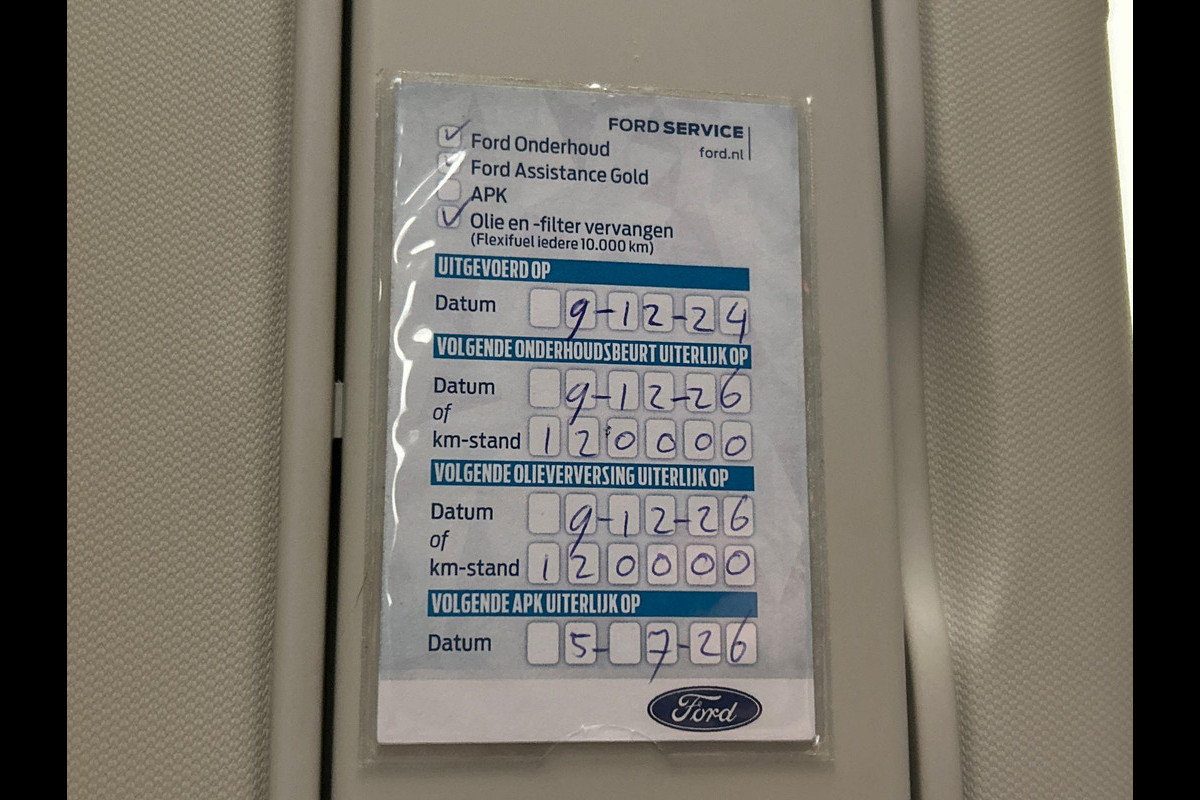 FORD SERVICE
ford.nl
Ford Onderhoud
Ford Assistance Gold
APK
Olie en -filter vervangen
(Flexifuel iedere 10.000 km)
UITGEVOERD OP
Datum 9-12-24
VOLGENDE ONDERHOUDSBEURT UITERLIJK OP
Datum 9-12-26
of
km-stand 120000
VOLGENDE OLIEVERVERSING UITERLIJK OP
Datum 9-12-26
of
km-stand 120000
VOLGENDE APK UITERLIJK OP
Datum 5-7-26
Ford